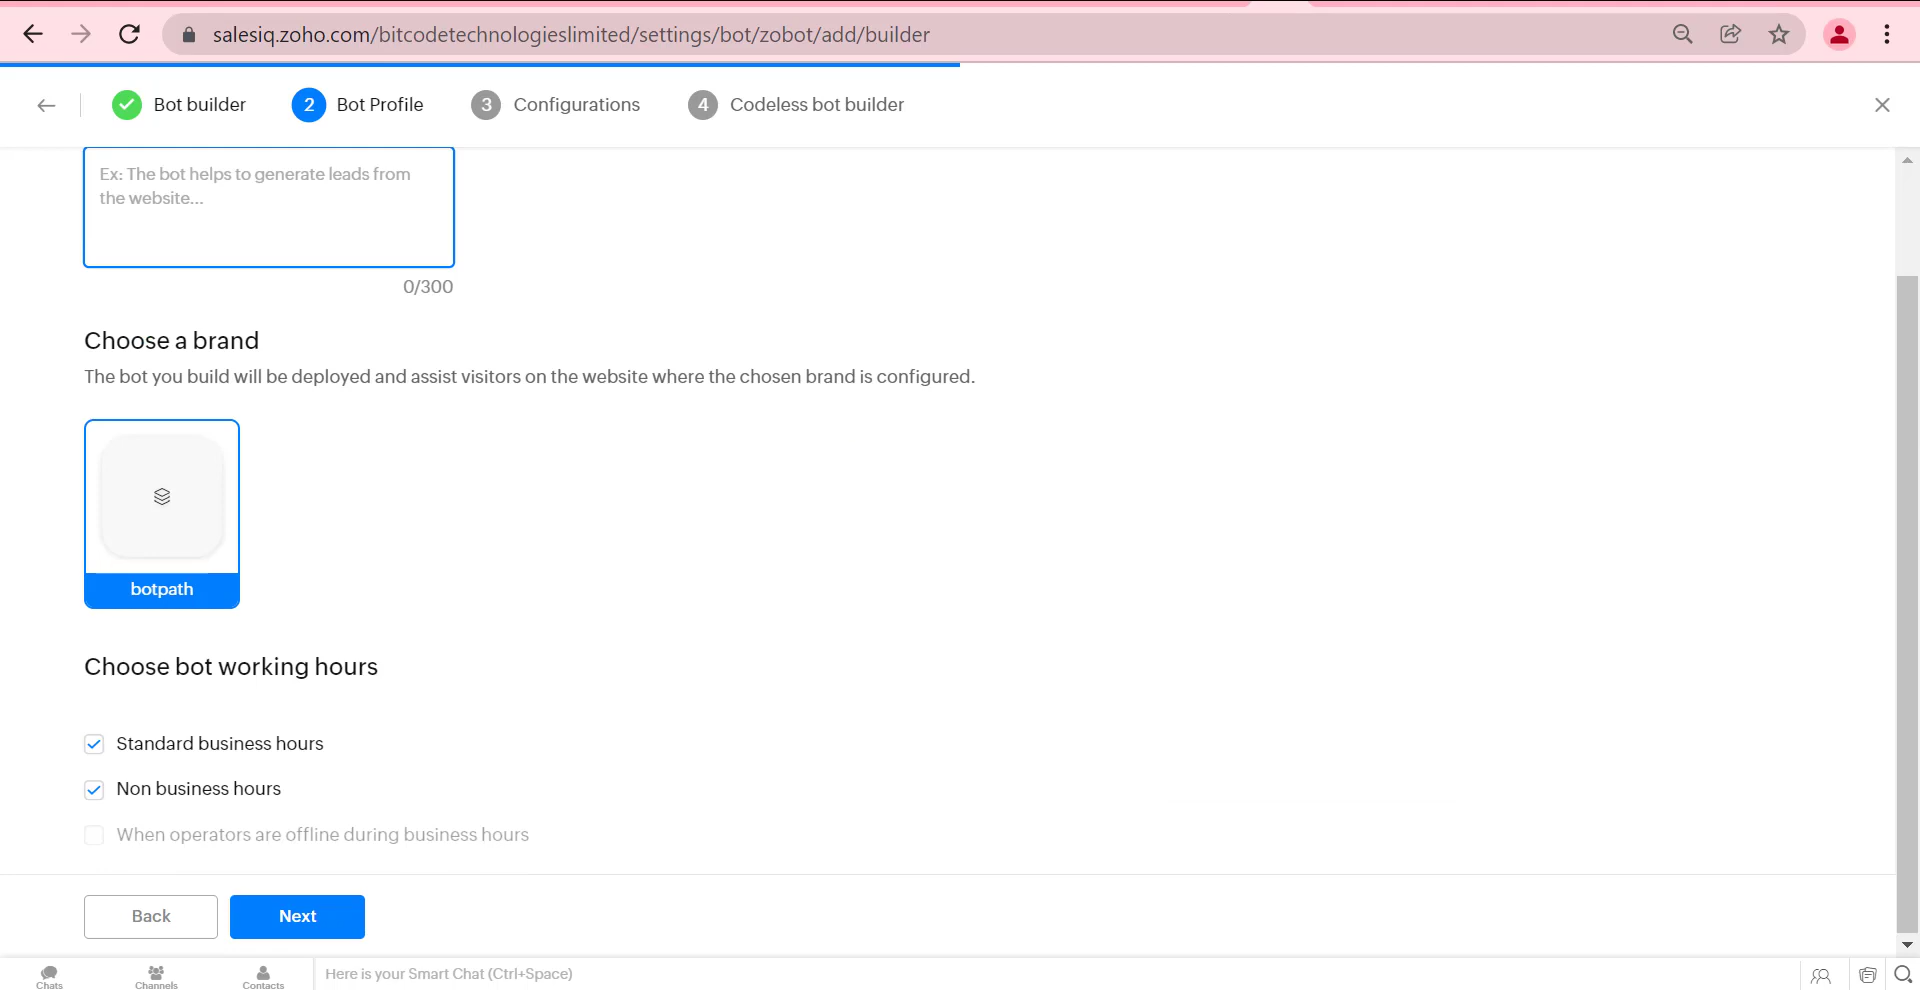 salesiq.zoho.com/bitcodetechnologieslimited/settings/bot/zobot/add/builder
Bot builder
2 Bot Profile
3 Configurations
4 Codeless bot builder
Ex: The bot helps to generate leads from
the website...
0/300
Choose a brand
The bot you build will be deployed and assist visitors on the website where the chosen brand is configured.
botpath
Choose bot working hours
Standard business hours
Non business hours
When operators are offline during business hours
Back
Next
Chats
Channels
Contacts
Here is your Smart Chat (Ctrl+Space)